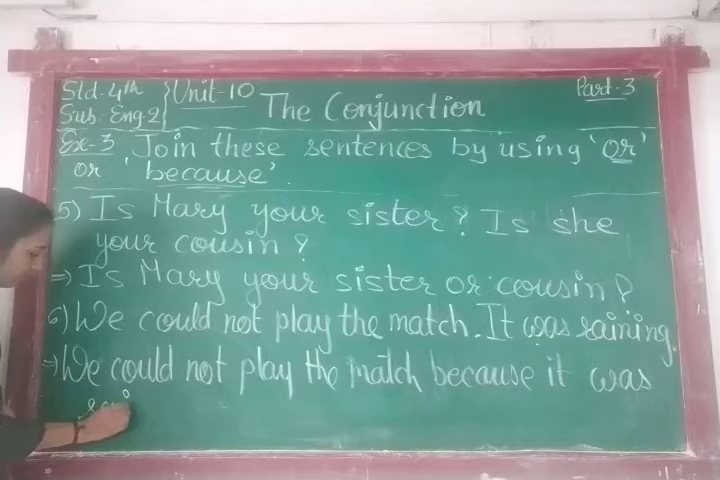 Std. 4th Unit-10 Part-3
Sub. Eng.2 The Conjunction
Ex-3 Join these sentences by using 'or'
or 'because'.
5) Is Mary your sister? Is she
your cousin?
⇒ Is Mary your sister or cousin?
6) We could not play the match. It was raining.
⇒ We could not play the match because it was
rai